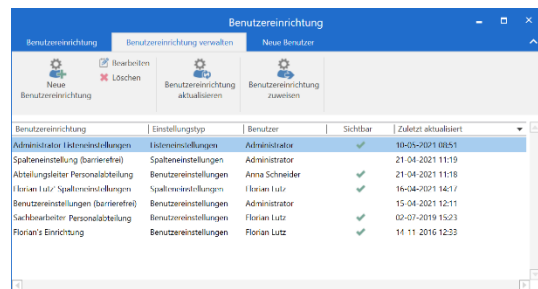 Benutzereinrichtung
Benutzereinrichtung Benutzereinrichtung verwalten Neue Benutzer
Neue Benutzereinrichtung
Bearbeiten
Löschen
Benutzereinrichtung aktualisieren
Benutzereinrichtung zuweisen
Benutzereinrichtung Einstellungstyp Benutzer Sichtbar Zuletzt aktualisiert
Administrator Listeneinstellungen Listeneinstellungen Administrator 10-05-2021 08:51
Spalteneinstellung (barrierefrei) Spalteneinstellungen Administrator 21-04-2021 11:19
Abteilungsleiter Personalabteilung Benutzereinstellungen Anna Schneider 21-04-2021 11:18
Florian Lutz' Spalteneinstellungen Spalteneinstellungen Florian Lutz 16-04-2021 14:17
Benutzereinstellungen (barrierefrei) Benutzereinstellungen Administrator 15-04-2021 12:11
Sachbearbeiter Personalabteilung Benutzereinstellungen Florian Lutz 02-07-2019 15:23
Florian's Einrichtung Benutzereinstellungen Florian Lutz 14-11-2016 12:33